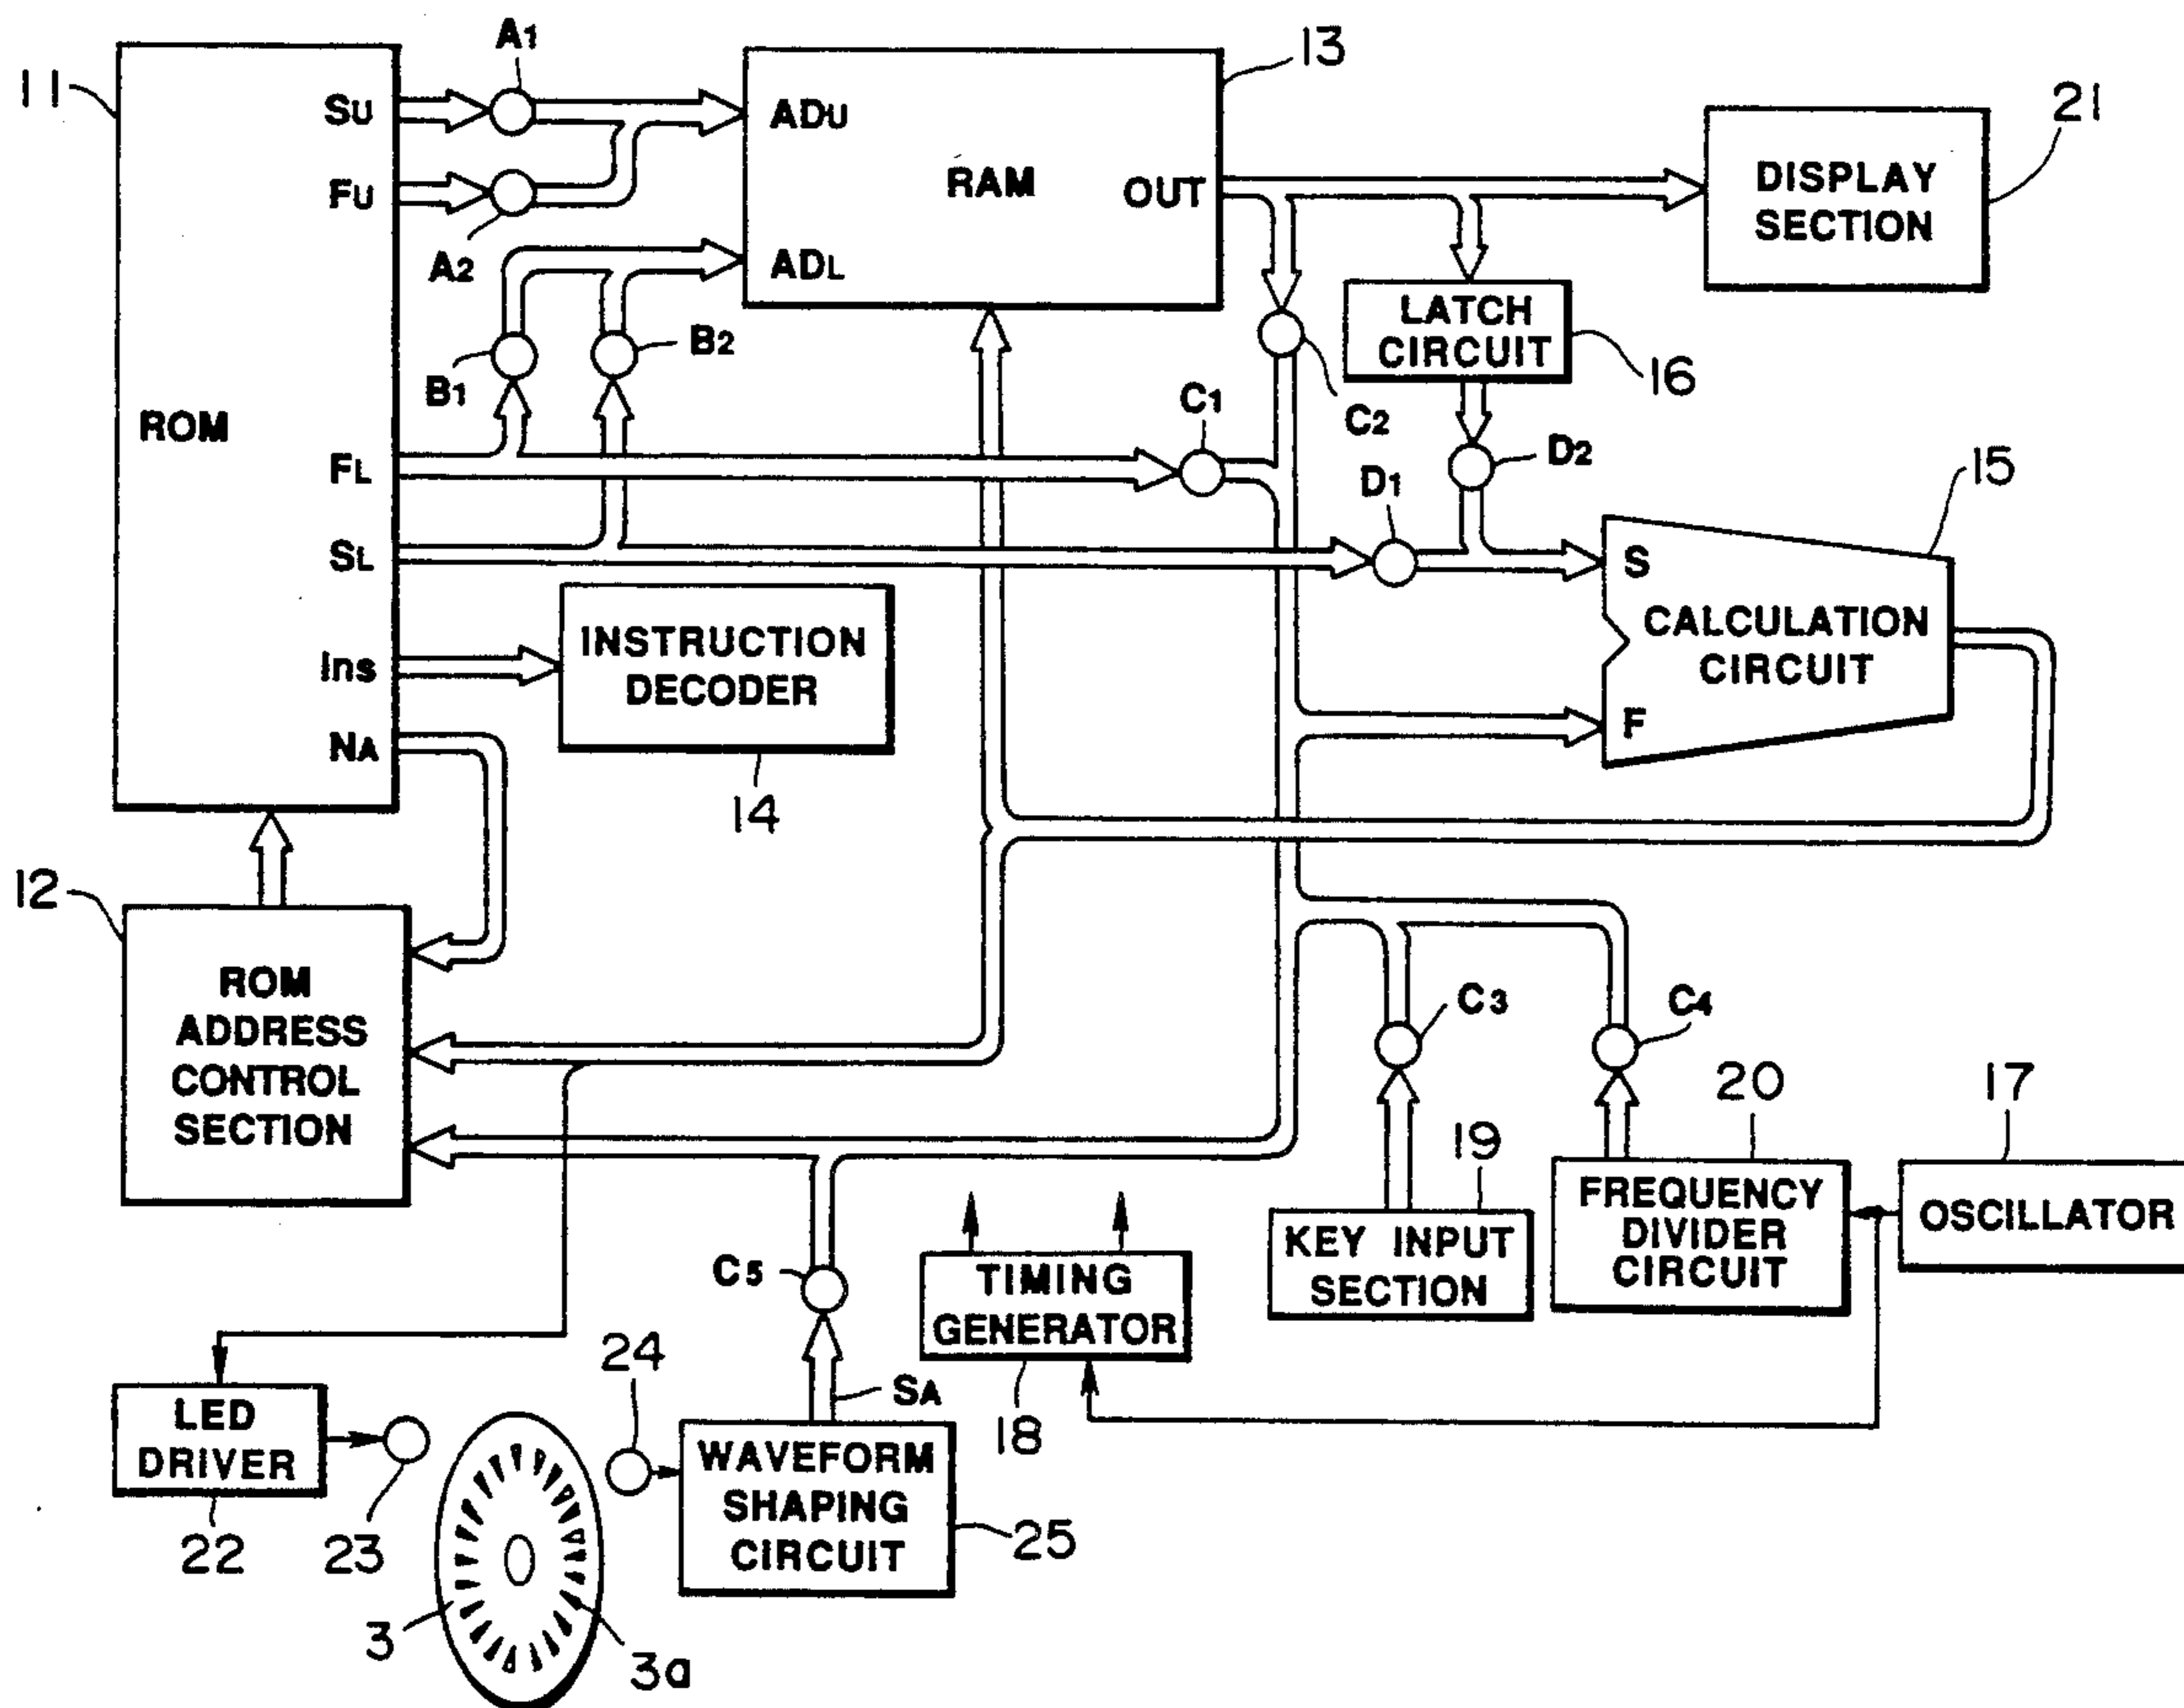 11
ROM
SU
FU
FL
SL
Ins
NA
A1
A2
B1
B2
13
ADU
RAM
OUT
ADL
21
DISPLAY
SECTION
LATCH
CIRCUIT
16
C1
C2
D2
D1
15
S
CALCULATION
CIRCUIT
F
INSTRUCTION
DECODER
14
12
ROM
ADDRESS
CONTROL
SECTION
C3
C4
20
17
19
FREQUENCY
DIVIDER
CIRCUIT
OSCILLATOR
KEY INPUT
SECTION
C5
TIMING
GENERATOR
18
SA
24
LED
DRIVER
22
23
WAVEFORM
SHAPING
CIRCUIT
25
3
3a